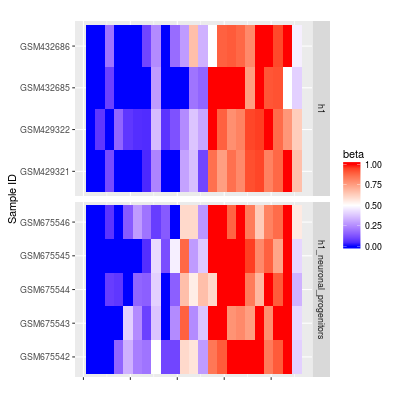 GSM432686
GSM432685
GSM429322
GSM429321
h1
GSM675546
GSM675545
GSM675544
GSM675543
GSM675542
h1_neuronal_progenitors
Sample ID
beta
1.00
0.75
0.50
0.25
0.00